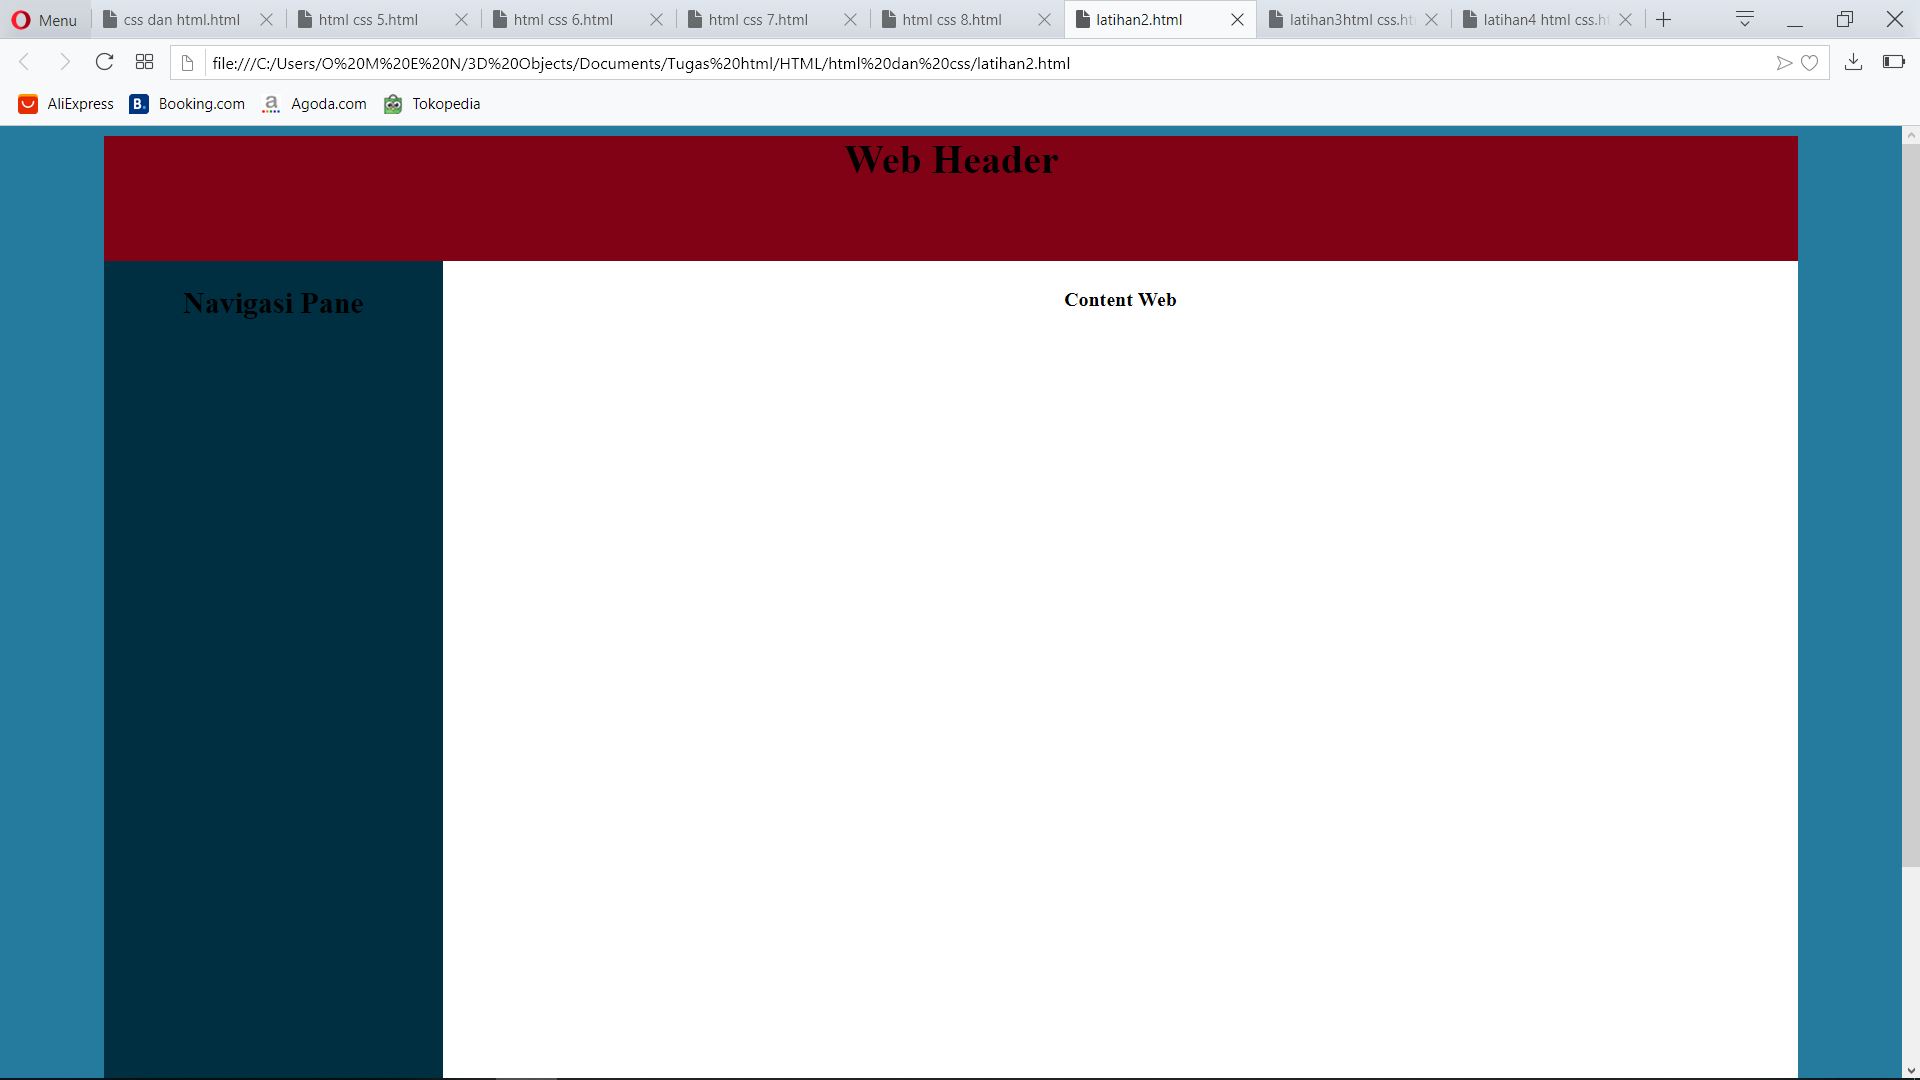 Menu
css dan html.html
html css 5.html
html css 6.html
html css 7.html
html css 8.html
latihan2.html
latihan3html css.ht
latihan4 html css.h
file:///C:/Users/O%20M%20E%20N/3D%20Objects/Documents/Tugas%20html/HTML/html%20dan%20css/latihan2.html
AliExpress
B. Booking.com
a Agoda.com
Tokopedia
Web Header
Navigasi Pane
Content Web